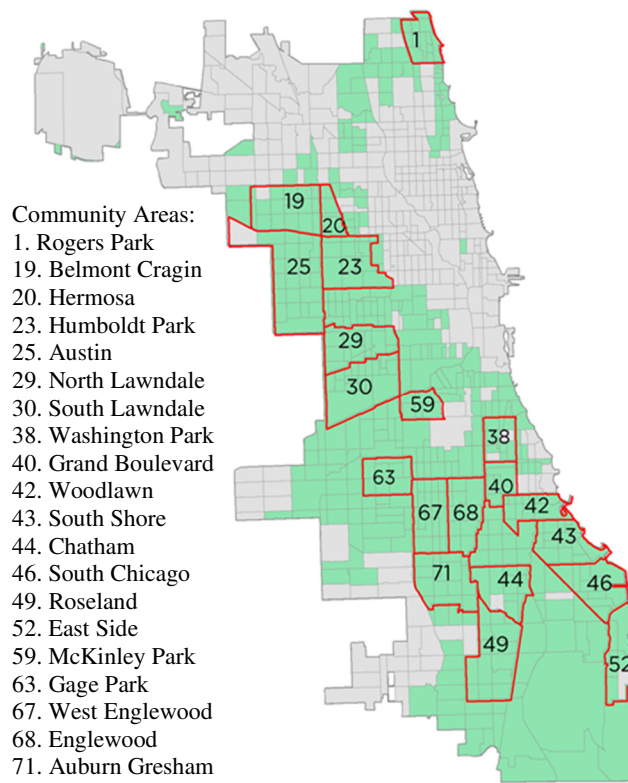 Community Areas:
1. Rogers Park
19. Belmont Cragin
20. Hermosa
23. Humboldt Park
25. Austin
29. North Lawndale
30. South Lawndale
38. Washington Park
40. Grand Boulevard
42. Woodlawn
43. South Shore
44. Chatham
46. South Chicago
49. Roseland
52. East Side
59. McKinley Park
63. Gage Park
67. West Englewood
68. Englewood
71. Auburn Gresham
1
19
20
25
23
29
30
59
38
63
40
67
68
42
43
71
44
46
49
52